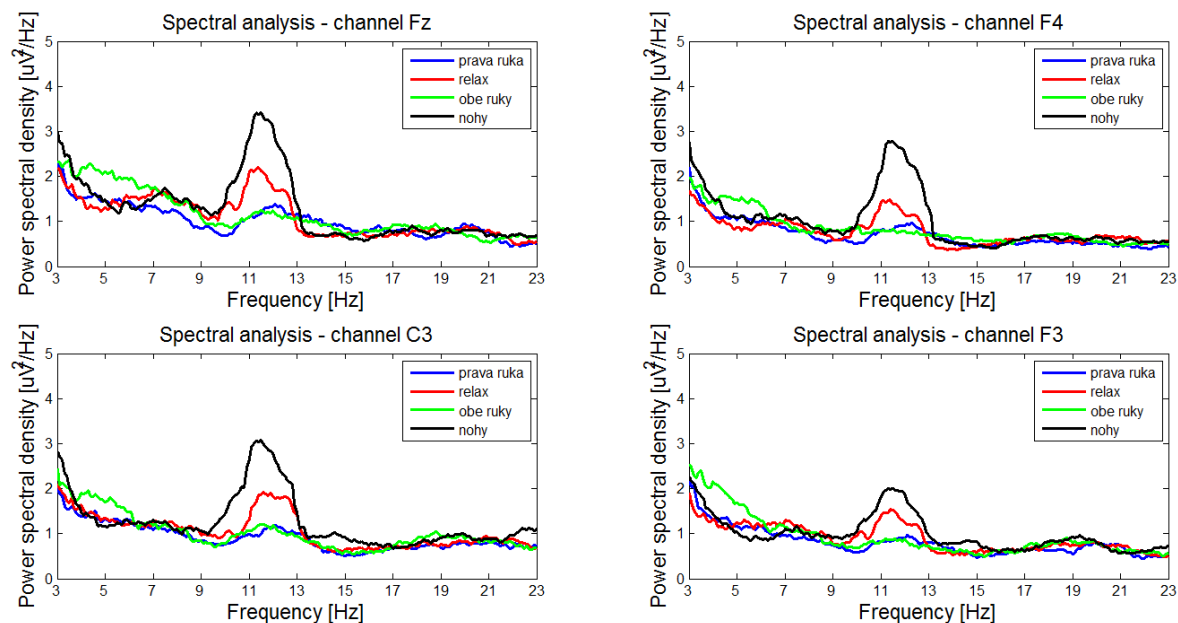 Spectral analysis - channel Fz
Power spectral density [uV²/Hz]
5
4
3
2
1
0
prava ruka
relax
obe ruky
nohy
3 5 7 9 11 13 15 17 19 21 23
Frequency [Hz]
Spectral analysis - channel F4
Power spectral density [uV²/Hz]
5
4
3
2
1
0
prava ruka
relax
obe ruky
nohy
3 5 7 9 11 13 15 17 19 21 23
Frequency [Hz]
Spectral analysis - channel C3
Power spectral density [uV²/Hz]
5
4
3
2
1
0
prava ruka
relax
obe ruky
nohy
3 5 7 9 11 13 15 17 19 21 23
Frequency [Hz]
Spectral analysis - channel F3
Power spectral density [uV²/Hz]
5
4
3
2
1
0
prava ruka
relax
obe ruky
nohy
3 5 7 9 11 13 15 17 19 21 23
Frequency [Hz]